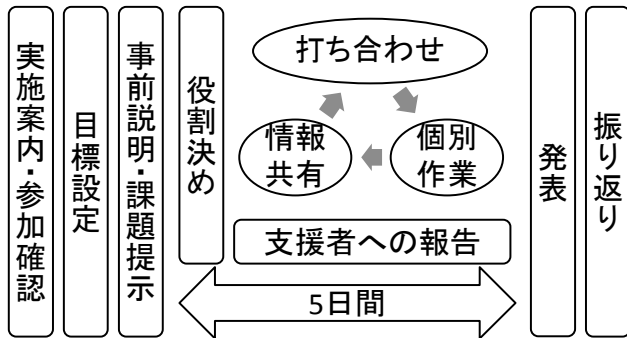 実施案内・参加確認
目標設定
事前説明・課題提示
役割決め
打ち合わせ
情報
共有
個別
作業
支援者への報告
5日間
発表
振り返り